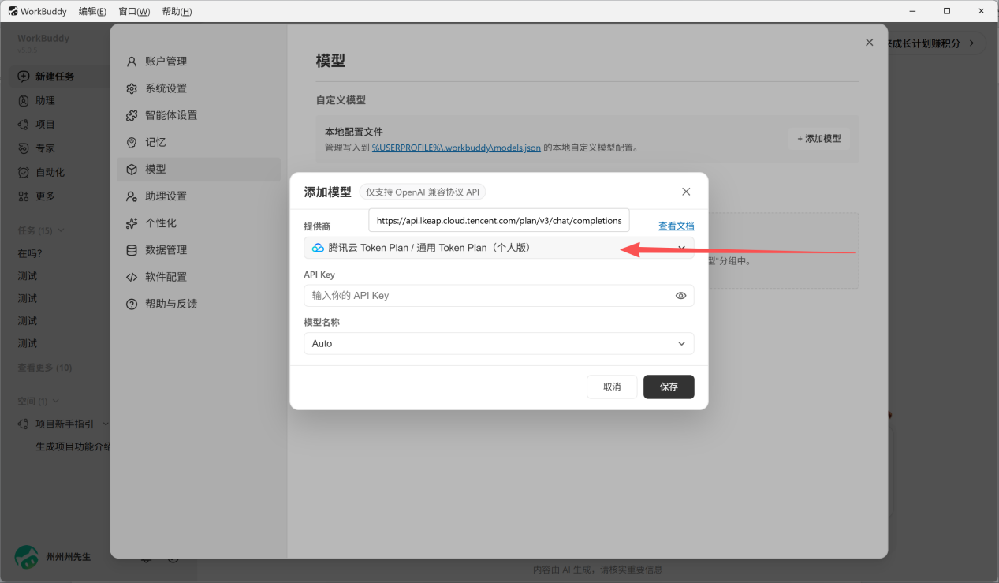 WorkBuddy 编辑(E) 窗口(W) 帮助(H)
WorkBuddy
v5.0.5
新建任务
助理
项目
专家
自动化
更多
任务 (15)
在吗?
测试
测试
测试
测试
查看更多 (10)
空间 (1)
项目新手指引
生成项目功能介绍
州州州先生
账户管理
系统设置
智能体设置
记忆
模型
助理设置
个性化
数据管理
软件配置
帮助与反馈
成长计划赚积分
模型
自定义模型
本地配置文件
管理写入到 %USERPROFILE%\.workbuddy\models.json 的本地自定义模型配置。
+ 添加模型
型"分组中。
添加模型 仅支持 OpenAI 兼容协议 API
https://api.lkeap.cloud.tencent.com/plan/v3/chat/completions
提供商 查看文档
腾讯云 Token Plan / 通用 Token Plan（个人版）
API Key
输入你的 API Key
模型名称
Auto
取消 保存
内容由 AI 生成，请核实重要信息